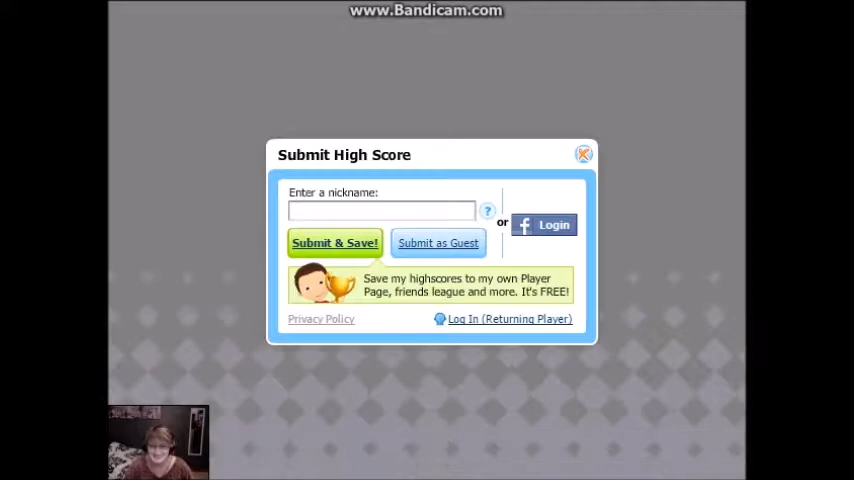 www.Bandicam.com
Submit High Score
Enter a nickname:
?
or
f Login
Submit & Save!
Submit as Guest
Save my highscores to my own Player
Page, friends league and more. It's FREE!
Privacy Policy
Log In (Returning Player)